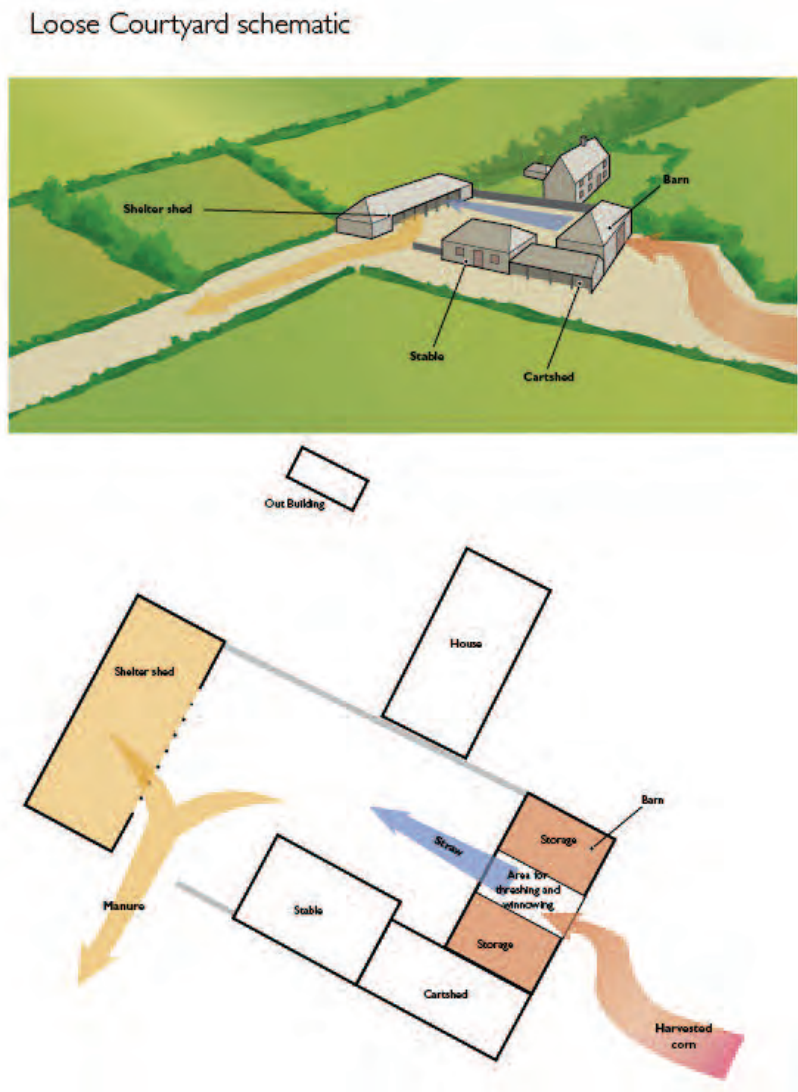 Loose Courtyard schematic
Barn
Shelter shed
Stable
Cartshed
Out Building
House
Shelter shed
Barn
Storage
Straw
Area for
threshing and
winnowing
Manure
Stable
Storage
Cartshed
Harvested
corn